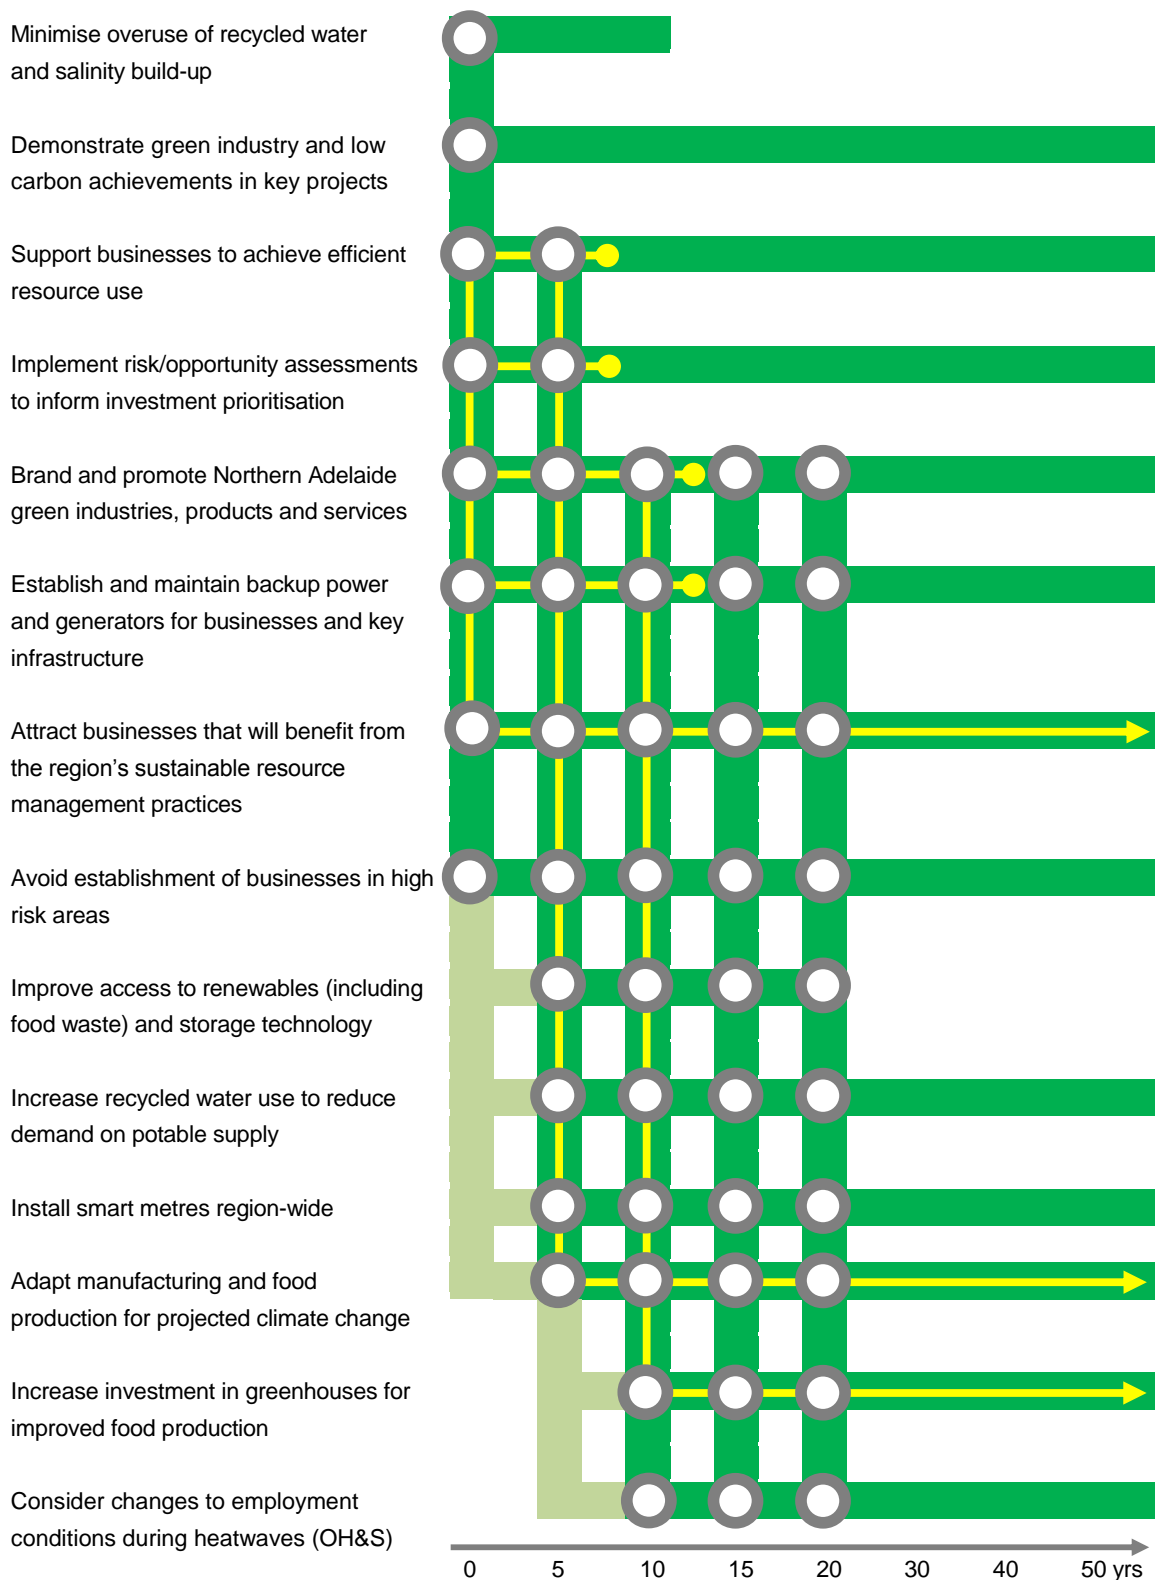 Minimise overuse of recycled water
and salinity build-up
Demonstrate green industry and low
carbon achievements in key projects
Support businesses to achieve efficient
resource use
Implement risk/opportunity assessments
to inform investment prioritisation
Brand and promote Northern Adelaide
green industries, products and services
Establish and maintain backup power
and generators for businesses and key
infrastructure
Attract businesses that will benefit from
the region’s sustainable resource
management practices
Avoid establishment of businesses in high
risk areas
Improve access to renewables (including
food waste) and storage technology
Increase recycled water use to reduce
demand on potable supply
Install smart metres region-wide
Adapt manufacturing and food
production for projected climate change
Increase investment in greenhouses for
improved food production
Consider changes to employment
conditions during heatwaves (OH&S)
0 5 10 15 20 30 40 50 yrs